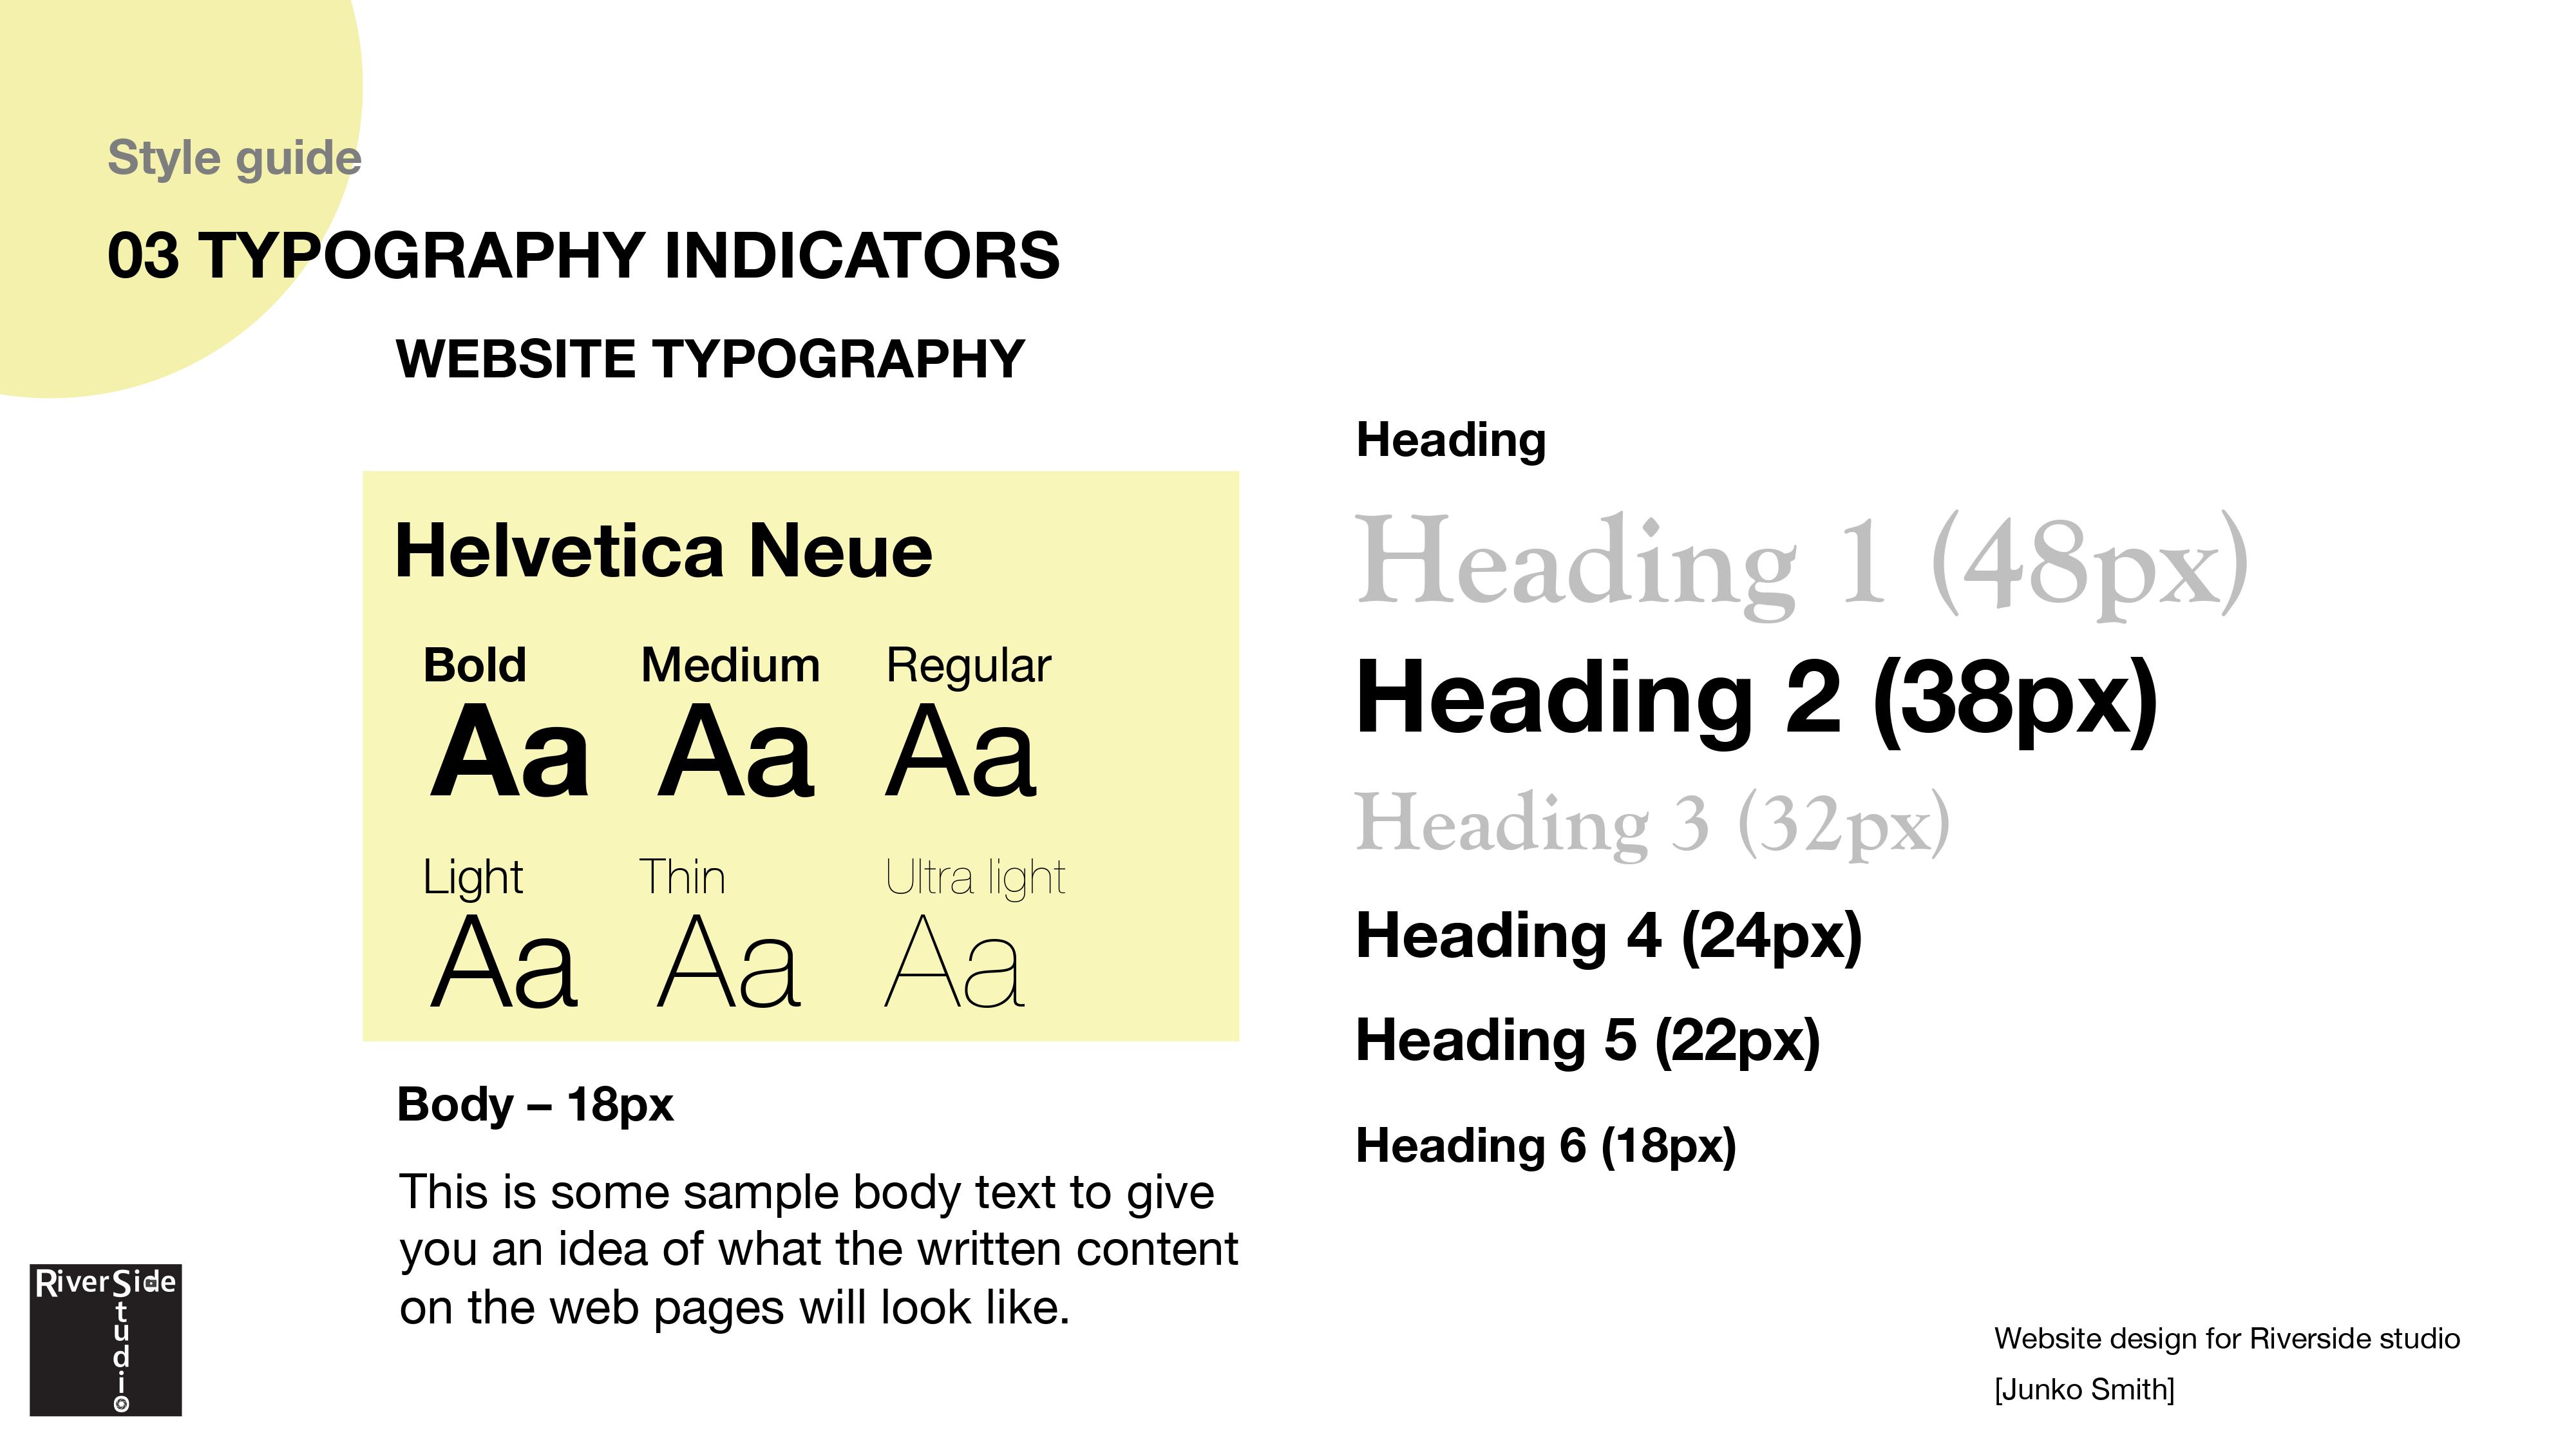 Style guide
03 TYPOGRAPHY INDICATORS
WEBSITE TYPOGRAPHY
Helvetica Neue
Bold Medium Regular
Aa Aa Aa
Light Thin Ultra light
Aa Aa Aa
Body – 18px
This is some sample body text to give
you an idea of what the written content
on the web pages will look like.
Heading
Heading 1 (48px)
Heading 2 (38px)
Heading 3 (32px)
Heading 4 (24px)
Heading 5 (22px)
Heading 6 (18px)
RiverSide
Studio
Website design for Riverside studio
[Junko Smith]